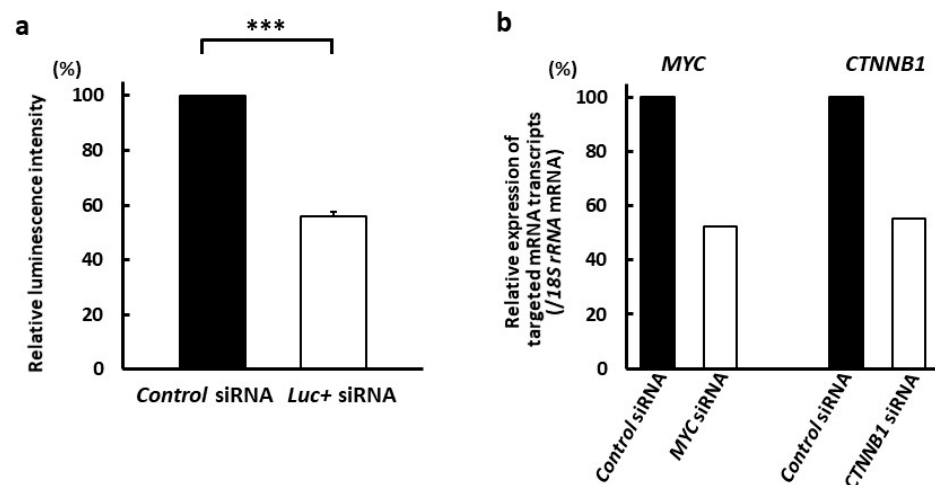 a
***
(%)
Relative luminescence intensity
100
80
60
40
20
0
Control siRNA
Luc+ siRNA
b
MYC
CTNNB1
(%)
Relative expression of
targeted mRNA transcripts
(/18S rRNA mRNA)
100
80
60
40
20
0
Control siRNA
MYC siRNA
Control siRNA
CTNNB1 siRNA